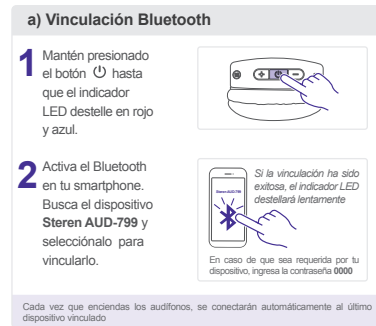 a) Vinculación Bluetooth
1 Mantén presionado
el botón hasta
que el indicador
LED destelle en rojo
y azul.
2 Activa el Bluetooth
en tu smartphone.
Busca el dispositivo
Steren AUD-799 y
selecciónalo para
vincularlo.
Steren AUD-799
Si la vinculación ha sido
exitosa, el indicador LED
destellará lentamente
En caso de que sea requerida por tu
dispositivo, ingresa la contraseña 0000
Cada vez que enciendas los audífonos, se conectarán automáticamente al último
dispositivo vinculado